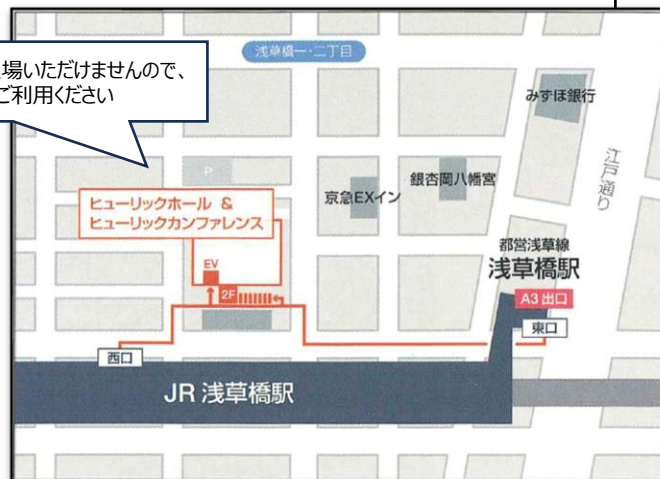 場いただけませんので、
ご利用ください
浅草橋一・二丁目
みずほ銀行
江戸通り
P
銀杏岡八幡宮
京急EXイン
ヒューリックホール &
ヒューリックカンファレンス
都営浅草線
浅草橋駅
A3 出口
東口
EV
2F
西口
JR 浅草橋駅